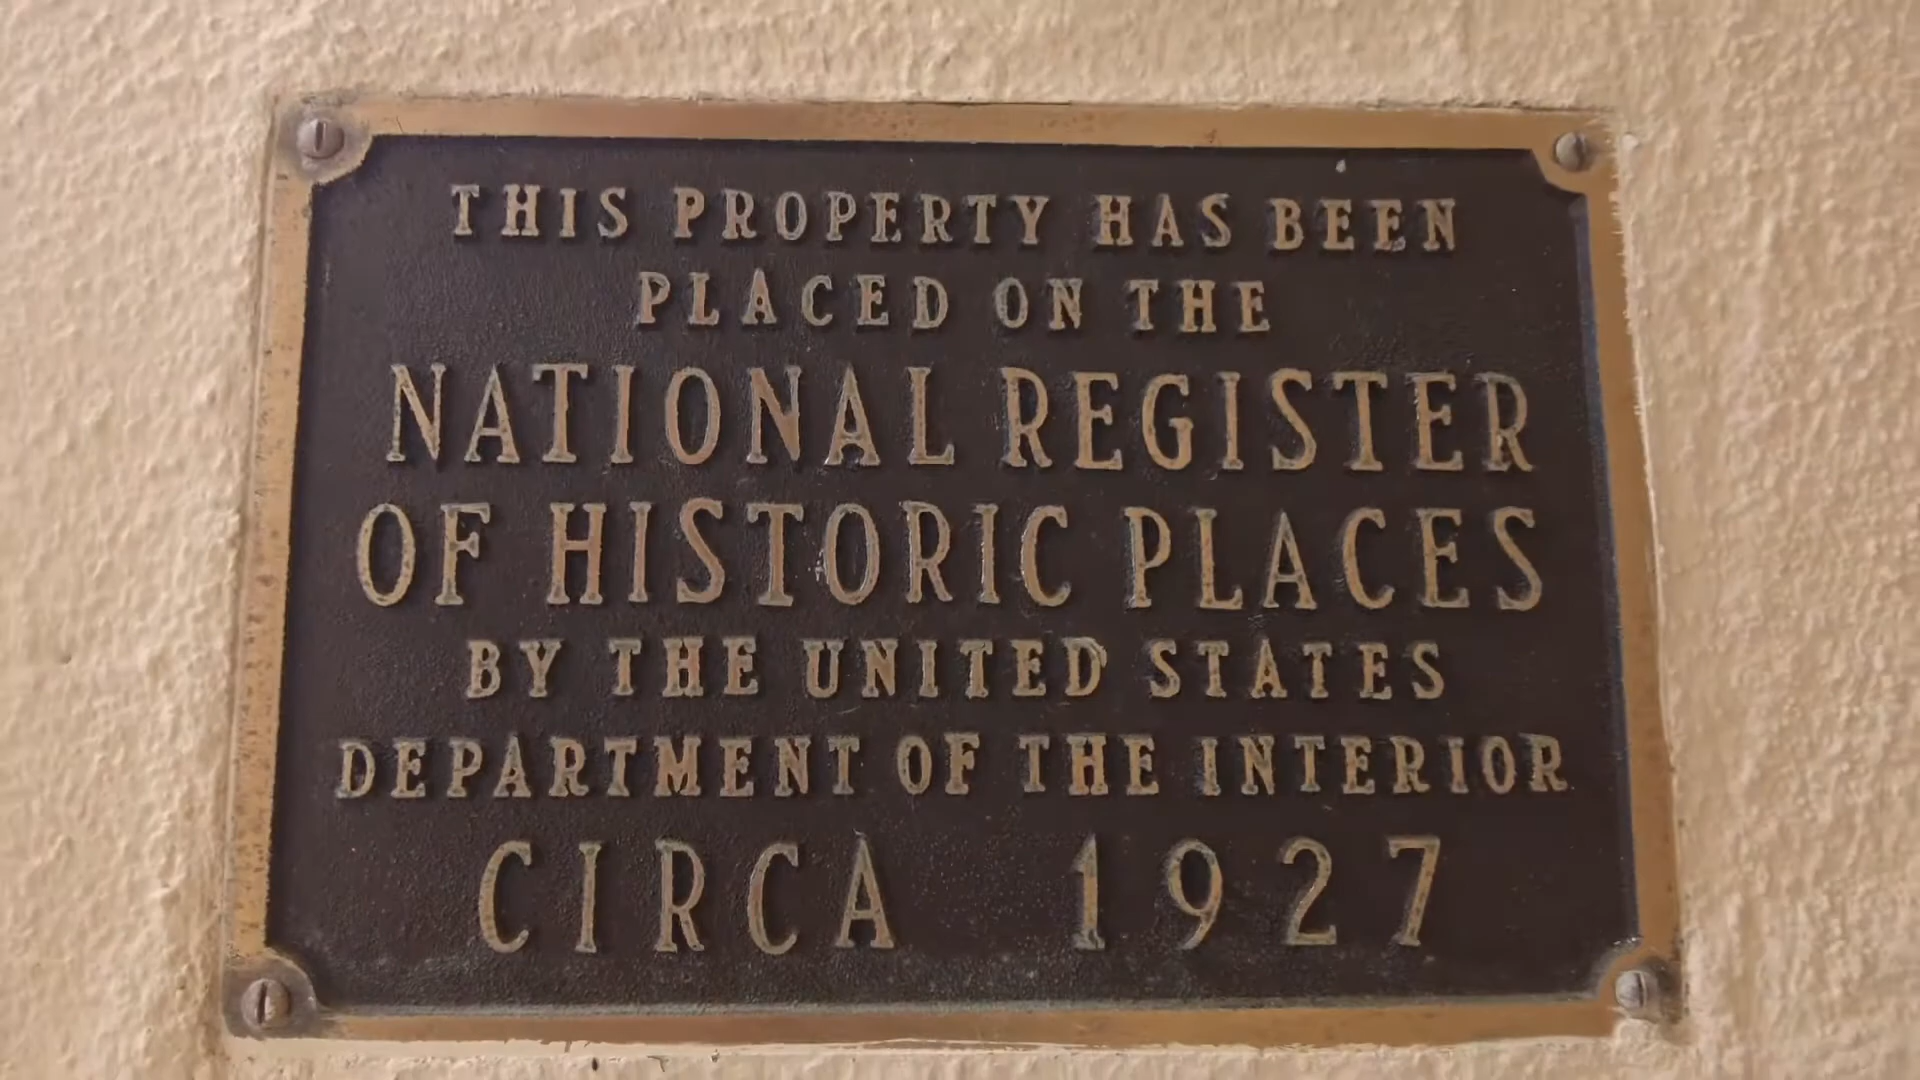 THIS PROPERTY HAS BEEN
PLACED ON THE
NATIONAL REGISTER
OF HISTORIC PLACES
BY THE UNITED STATES
DEPARTMENT OF THE INTERIOR
CIRCA 1927